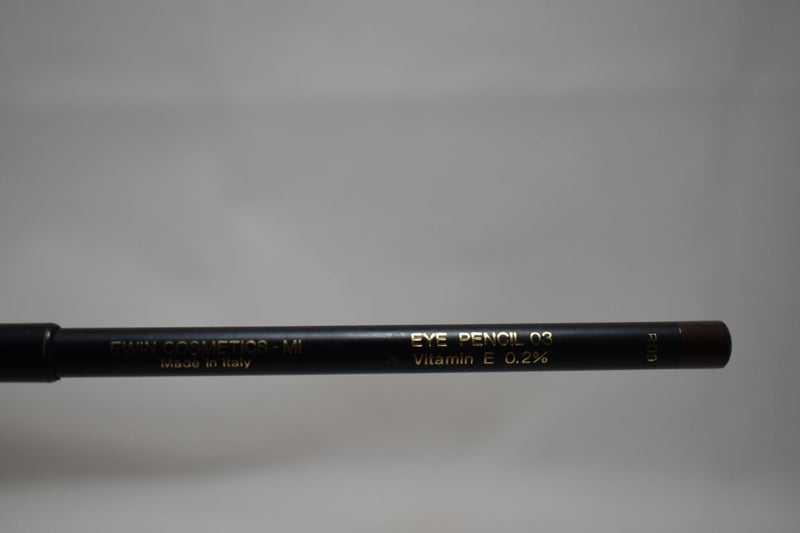 EWIN COSMETICS - MI
Made in Italy
EYE PENCIL 03
Vitamin E 0.2%